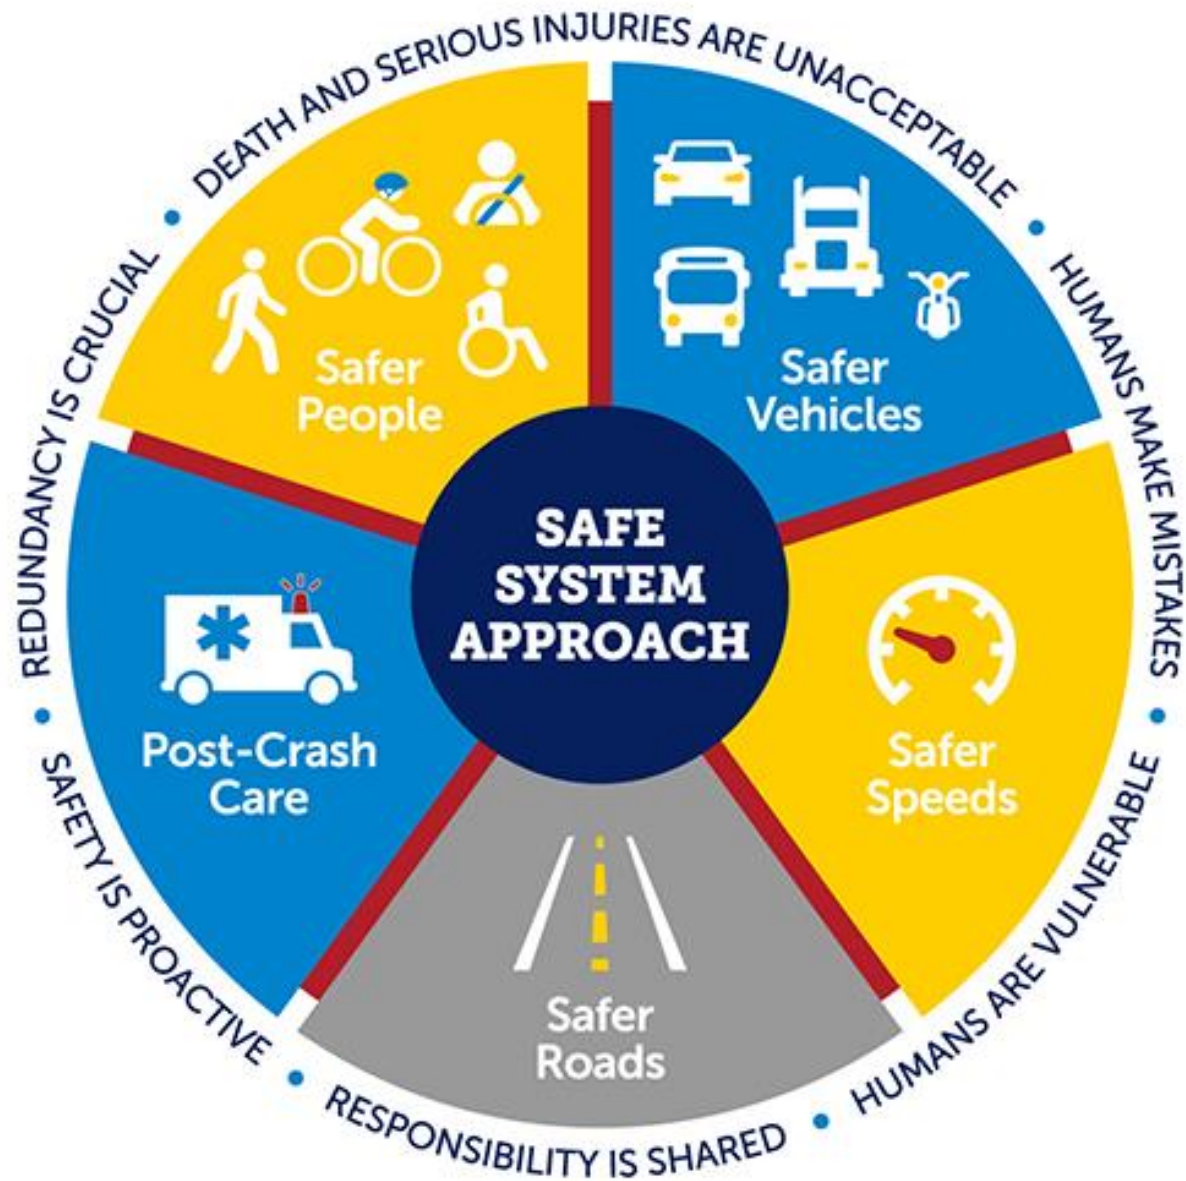 DEATH AND SERIOUS INJURIES ARE UNACCEPTABLE
HUMANS MAKE MISTAKES
HUMANS ARE VULNERABLE
RESPONSIBILITY IS SHARED
SAFETY IS PROACTIVE
REDUNDANCY IS CRUCIAL
Safer
People
Safer
Vehicles
SAFE
SYSTEM
APPROACH
Safer
Speeds
Safer
Roads
Post-Crash
Care